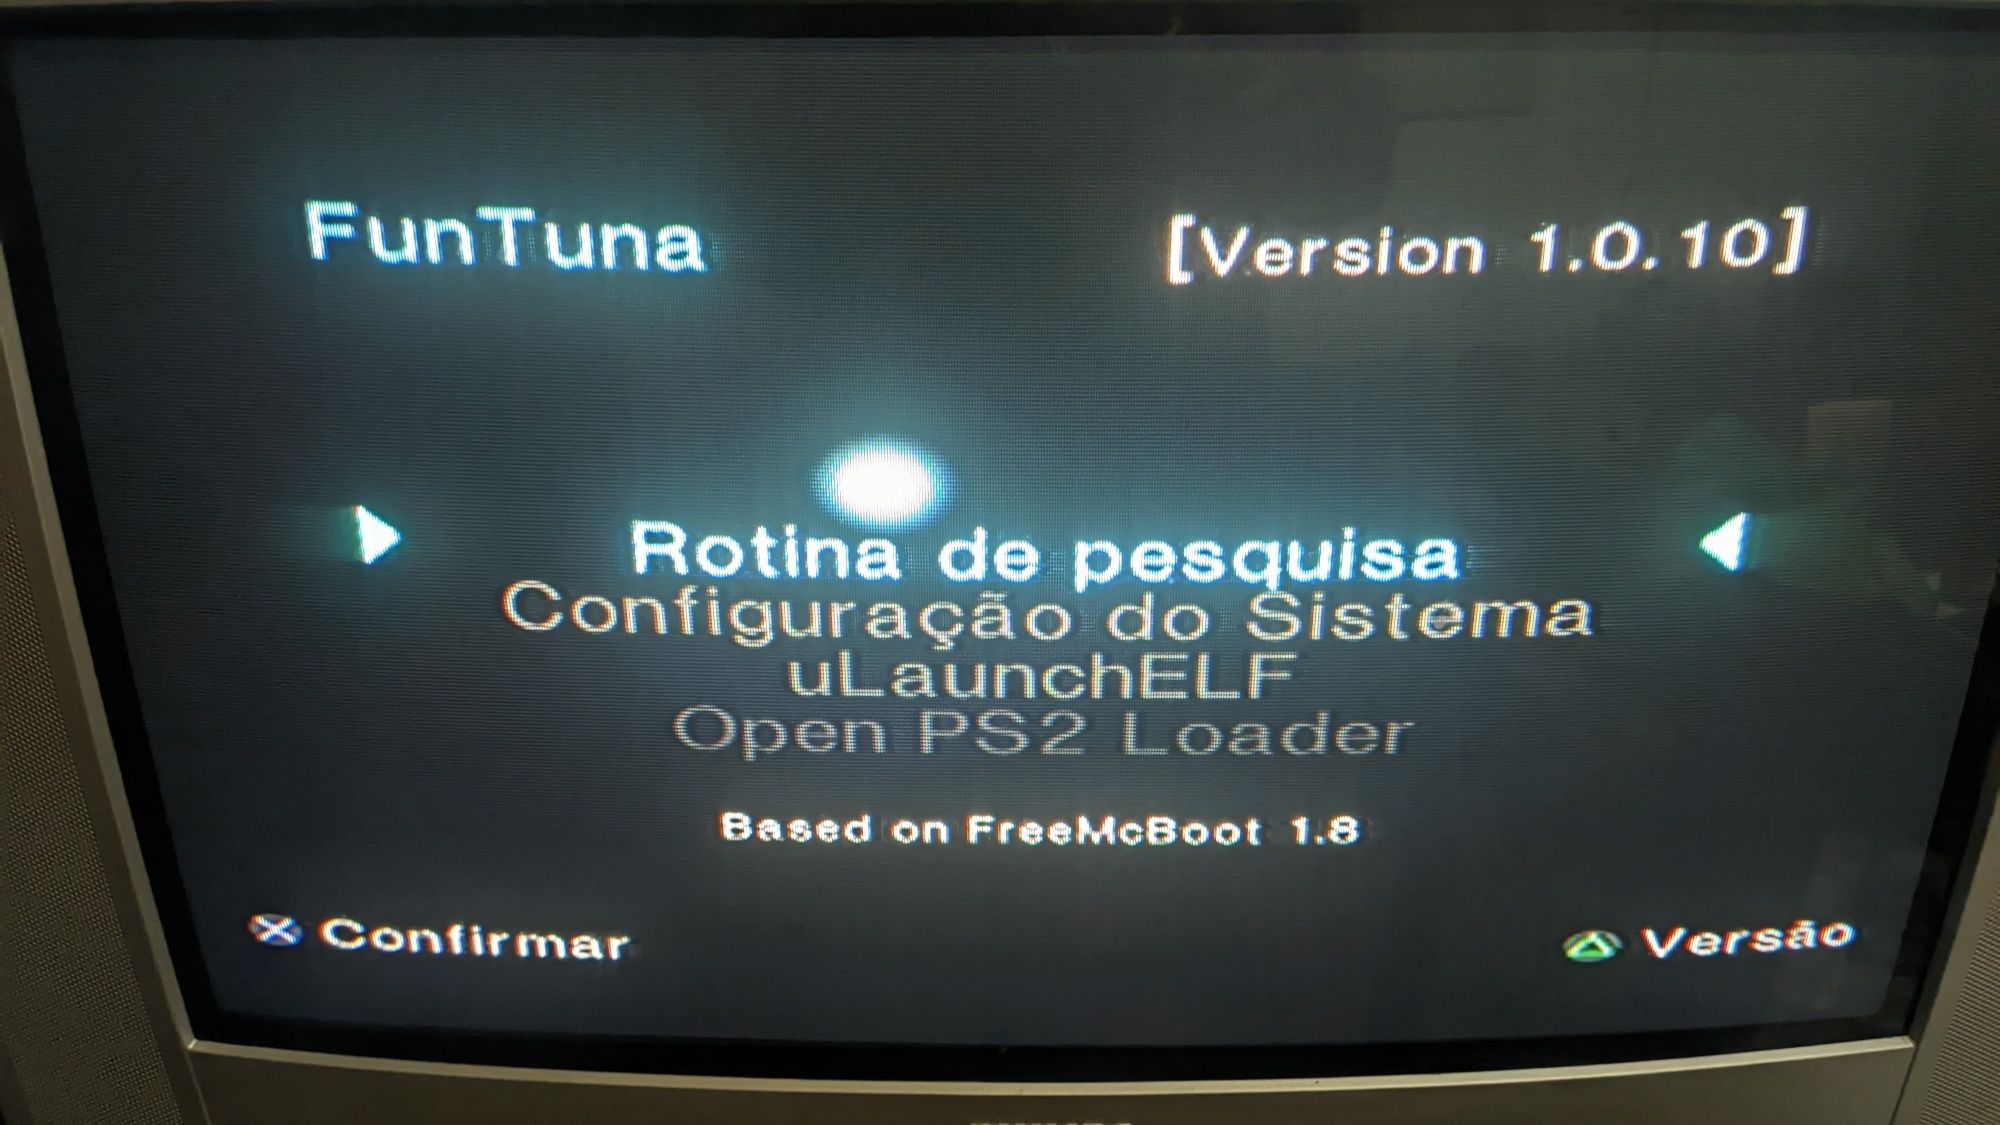 FunTuna [Version 1.0.10]
Rotina de pesquisa
Configuração do Sistema
uLaunchELF
Open PS2 Loader
Based on FreeMcBoot 1.8
Confirmar Versão